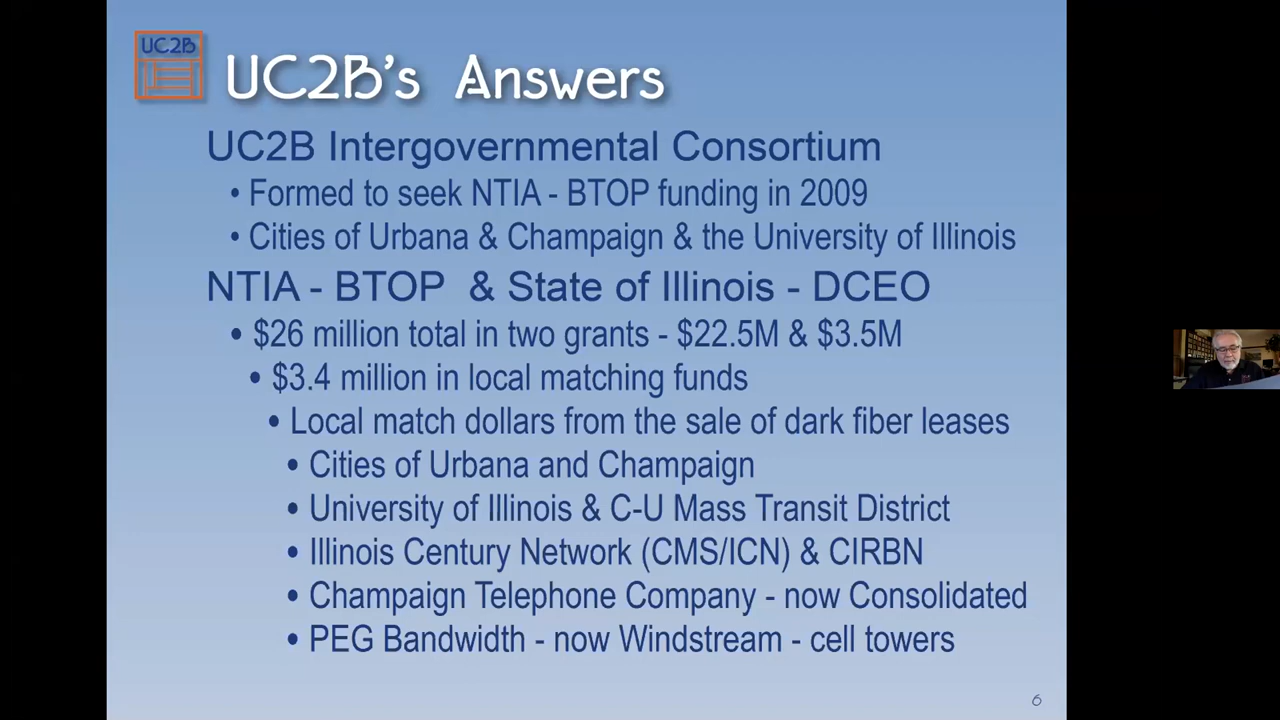 UC2B
UC2B's Answers
UC2B Intergovernmental Consortium
• Formed to seek NTIA - BTOP funding in 2009
• Cities of Urbana & Champaign & the University of Illinois
NTIA - BTOP & State of Illinois - DCEO
• $26 million total in two grants - $22.5M & $3.5M
• $3.4 million in local matching funds
• Local match dollars from the sale of dark fiber leases
• Cities of Urbana and Champaign
• University of Illinois & C-U Mass Transit District
• Illinois Century Network (CMS/ICN) & CIRBN
• Champaign Telephone Company - now Consolidated
• PEG Bandwidth - now Windstream - cell towers
6